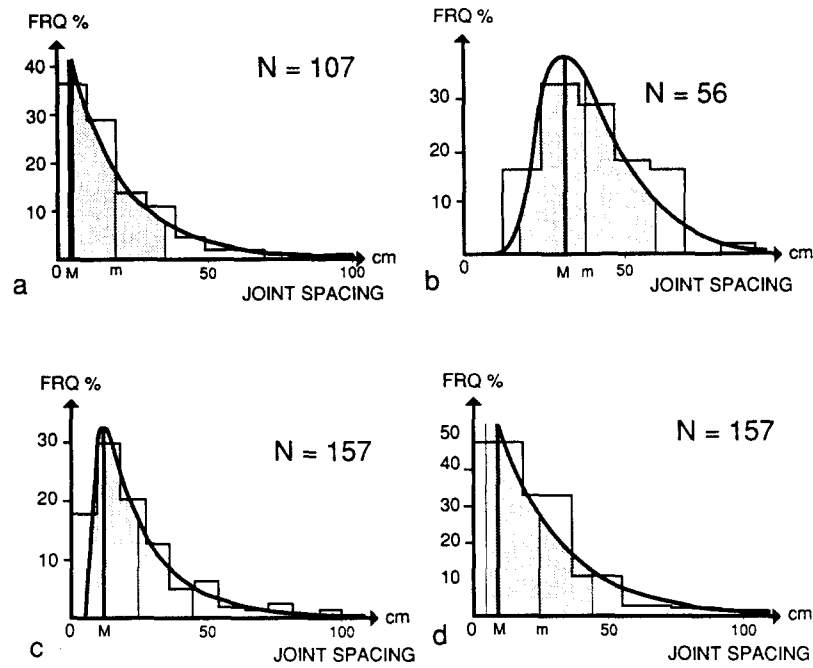 FRQ %
40
30
20
10
N = 107
0 M m 50 100 cm
JOINT SPACING
a
FRQ %
30
20
10
N = 56
0 M m 50 cm
JOINT SPACING
b
FRQ %
30
20
10
N = 157
0 M 50 100 cm
JOINT SPACING
c
FRQ %
50
40
30
20
10
N = 157
0 M m 50 100 cm
JOINT SPACING
d